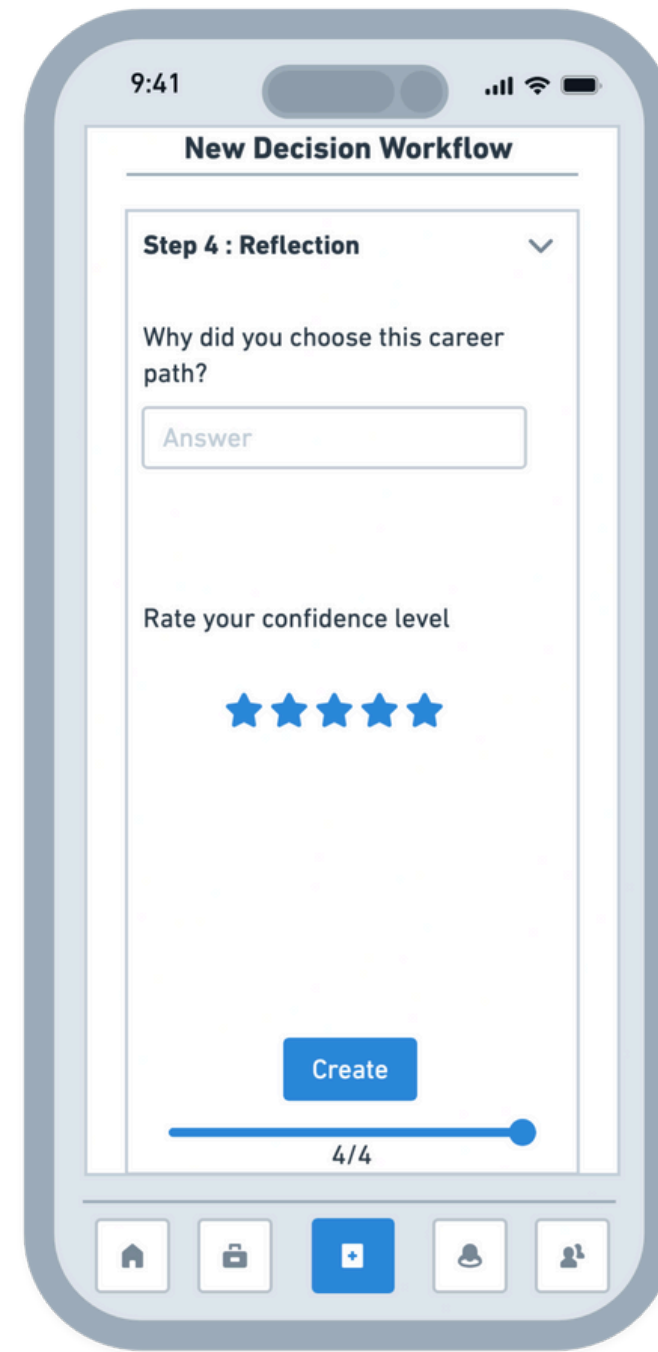 9:41
New Decision Workflow
Step 4 : Reflection
Why did you choose this career
path?
Answer
Rate your confidence level
Create
4/4